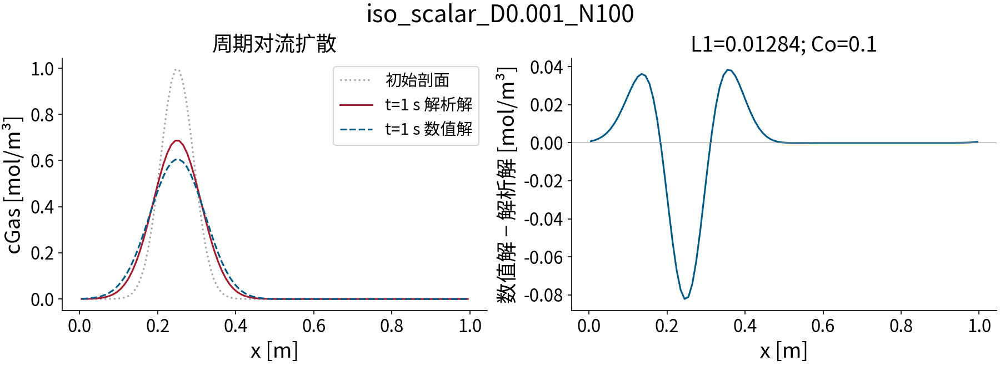 iso_scalar_D0.001_N100
周期对流扩散
cGas [mol/m³]
1.0
0.8
0.6
0.4
0.2
0.0
初始剖面
t=1 s 解析解
t=1 s 数值解
0.0 0.2 0.4 0.6 0.8 1.0
x [m]
L1=0.01284; Co=0.1
数值解 − 解析解 [mol/m³]
0.04
0.02
0.00
-0.02
-0.04
-0.06
-0.08
0.0 0.2 0.4 0.6 0.8 1.0
x [m]